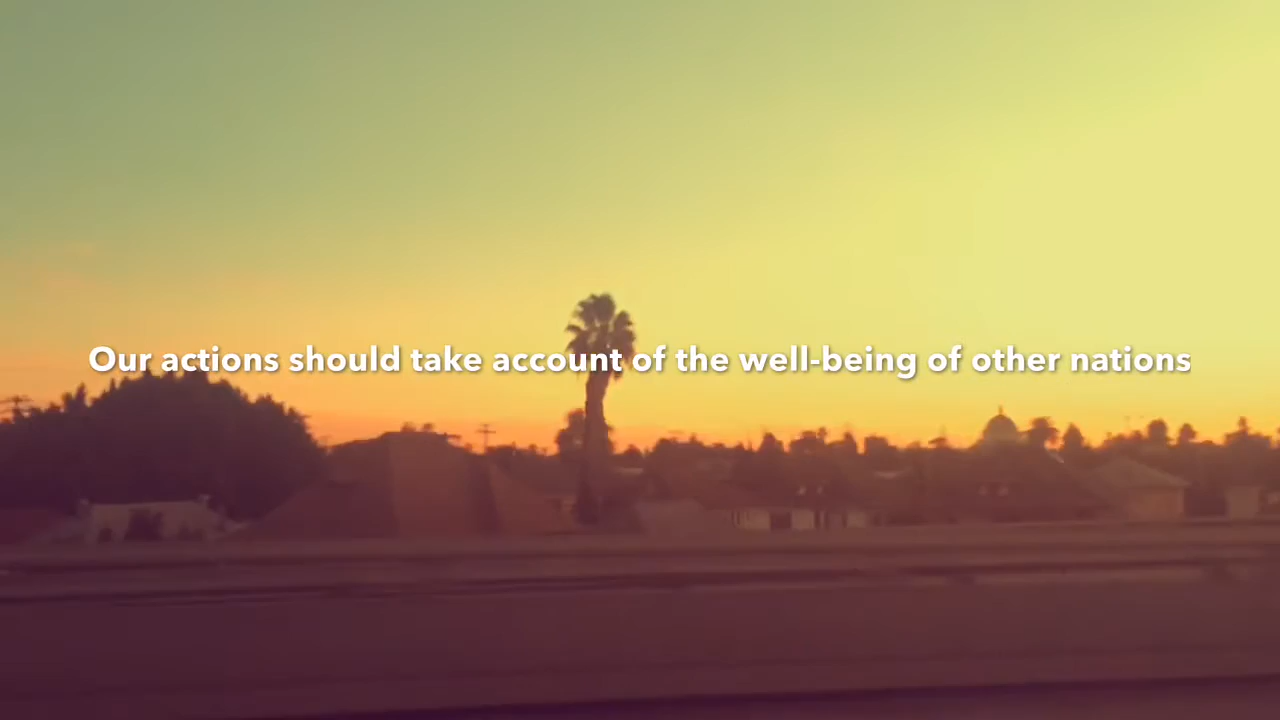 Our actions should take account of the well-being of other nations